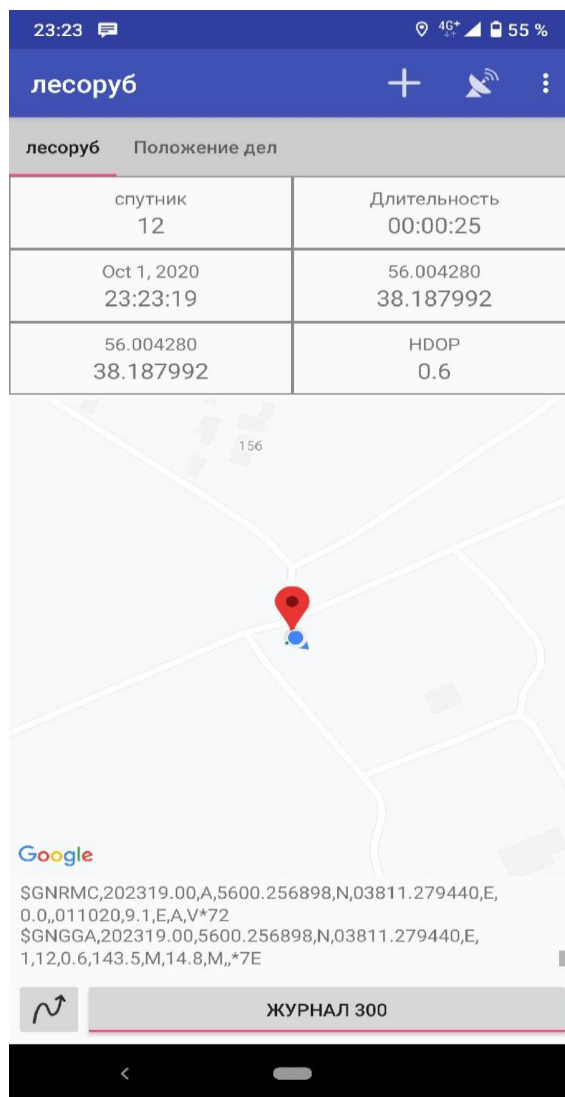 23:23 4G+ 55 %
лесоруб
лесоруб Положение дел
спутник Длительность
12 00:00:25
Oct 1, 2020 56.004280
23:23:19 38.187992
56.004280 HDOP
38.187992 0.6
156
Google
$GNRMC,202319.00,A,5600.256898,N,03811.279440,E,
0.0,,011020,9.1,E,A,V*72
$GNGGA,202319.00,5600.256898,N,03811.279440,E,
1,12,0.6,143.5,M,14.8,M,,*7E
ЖУРНАЛ 300